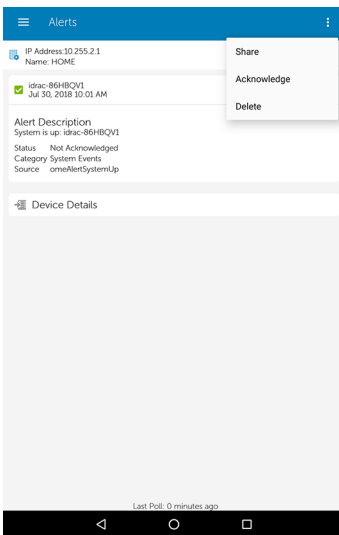 Alerts
IP Address:10.255.2.1
Name: HOME
Share
Acknowledge
Delete
idrac-86HBQV1
Jul 30, 2018 10:01 AM
Alert Description
System is up: idrac-86HBQV1
Status Not Acknowledged
Category System Events
Source omeAlertSystemUp
Device Details
Last Poll: 0 minutes ago